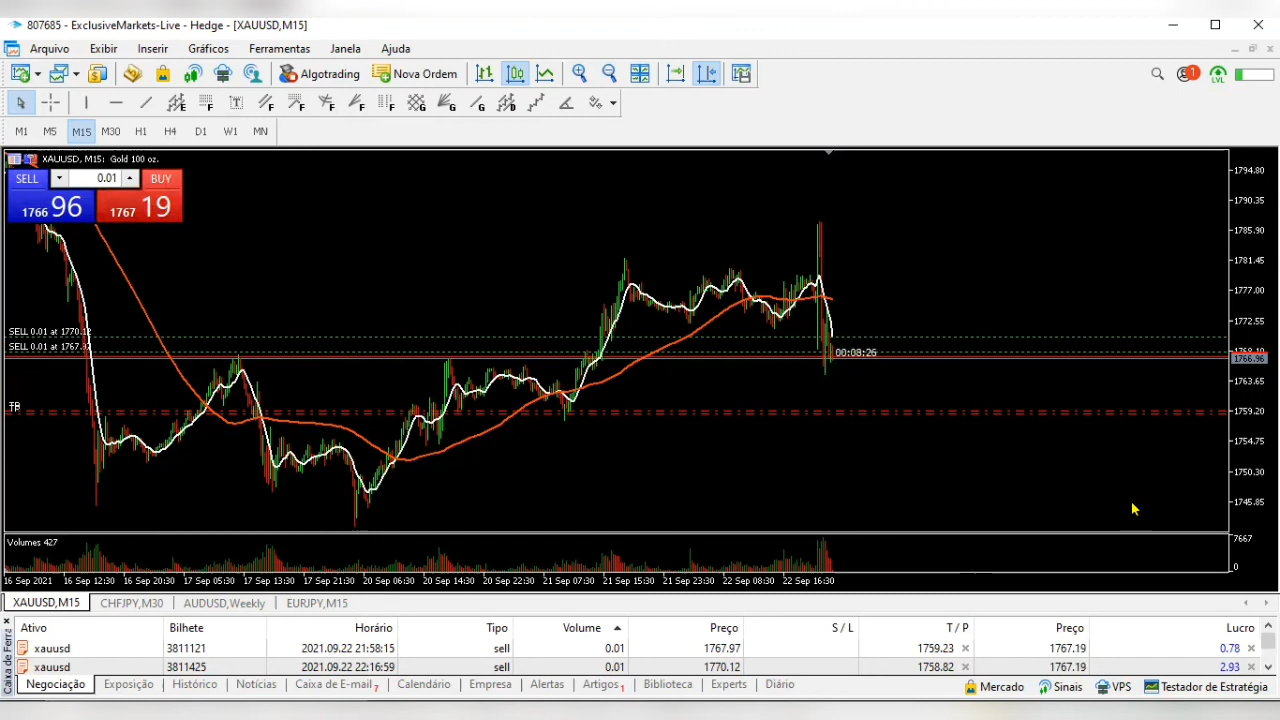 807685 - ExclusiveMarkets-Live - Hedge - [XAUUSD,M15]
Arquivo Exibir Inserir Gráficos Ferramentas Janela Ajuda
Algotrading Nova Ordem
1
LVL
E F T F F F F F G G G D
M1 M5 M15 M30 H1 H4 D1 W1 MN
XAUUSD, M15: Gold 100 oz.
SELL 0.01 BUY
1766 96 1767 19
1794.80
1790.35
1785.90
1781.45
1777.00
1772.55
SELL 0.01 at 1770.12
SELL 0.01 at 1767.
00:08:26
1766.96
1763.65
TP
1759.20
1754.75
1750.30
1745.85
Volumes 427
7667
0
16 Sep 2021 16 Sep 12:30 16 Sep 20:30 17 Sep 05:30 17 Sep 13:30 17 Sep 21:30 20 Sep 06:30 20 Sep 14:30 20 Sep 22:30 21 Sep 07:30 21 Sep 15:30 21 Sep 23:30 22 Sep 08:30 22 Sep 16:30
XAUUSD,M15 CHFJPY,M30 AUDUSD,Weekly EURJPY,M15
Ativo Bilhete Horário Tipo Volume Preço S / L T / P Preço Lucro
xauusd 3811121 2021.09.22 21:58:15 sell 0.01 1767.97 1759.23 1767.19 0.78
xauusd 3811425 2021.09.22 22:16:59 sell 0.01 1770.12 1758.82 1767.19 2.93
Caixa de Ferra
Negociação Exposição Histórico Notícias Caixa de E-mail 7 Calendário Empresa Alertas Artigos 1 Biblioteca Experts Diário Mercado Sinais VPS Testador de Estratégia